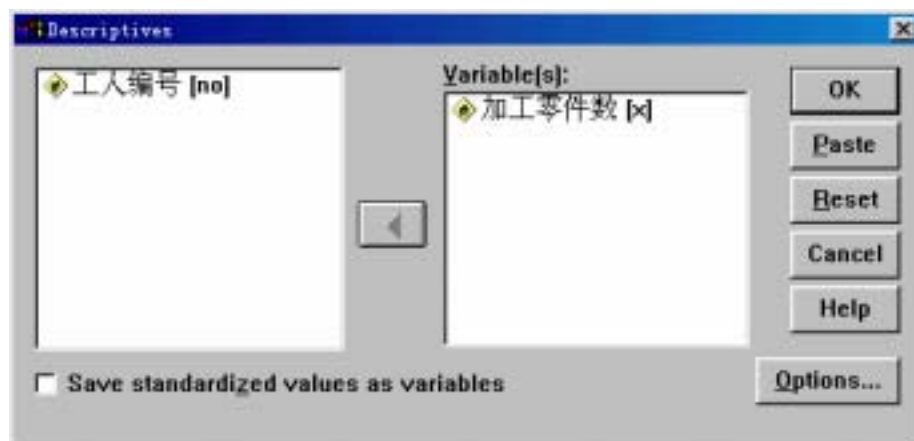 Descriptives
工人编号 [no]
Variable(s):
加工零件数 [x]
OK
Paste
Reset
Cancel
Help
Save standardized values as variables
Options...